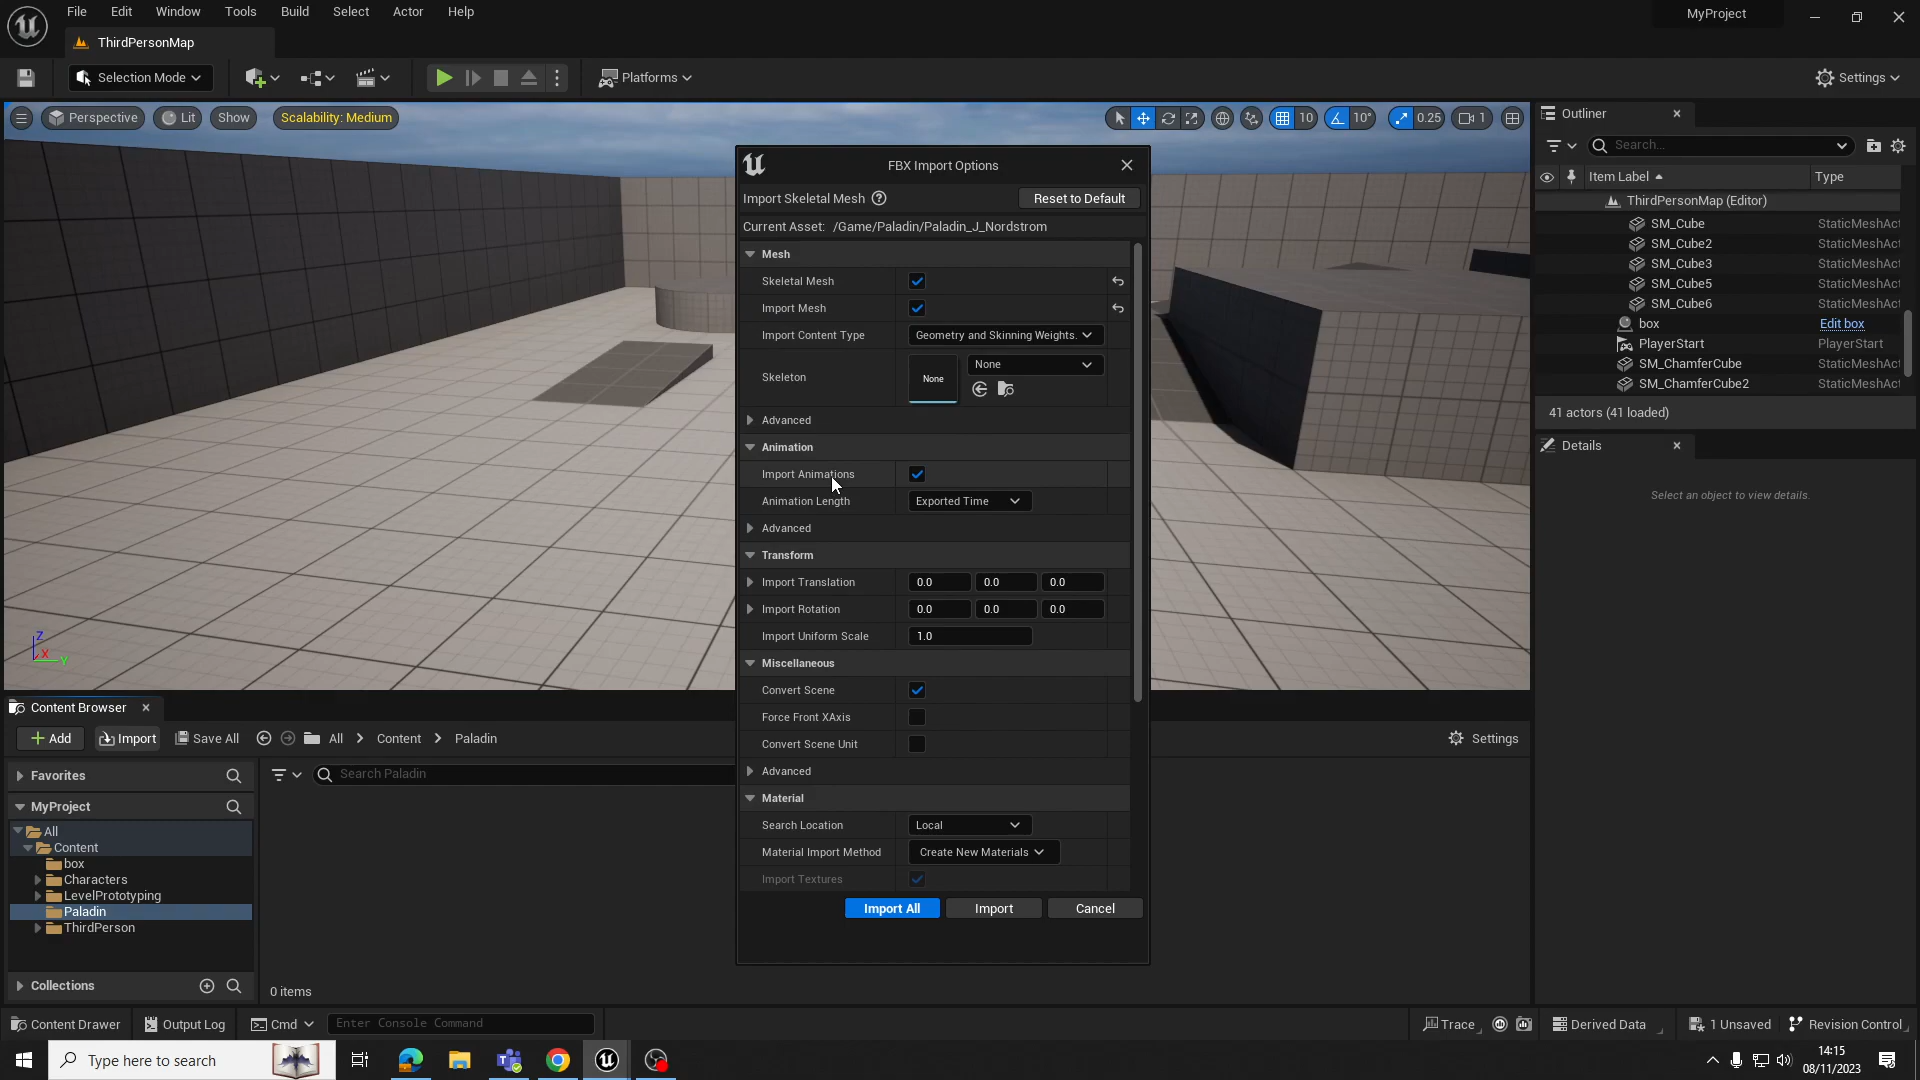 File Edit Window Tools Build Select Actor Help
MyProject
ThirdPersonMap
Selection Mode
Platforms
Settings
Perspective Lit Show Scalability: Medium
10 10° 0.25 1
Outliner
Search...
Item Label Type
ThirdPersonMap (Editor)
SM_Cube StaticMeshAct
SM_Cube2 StaticMeshAct
SM_Cube3 StaticMeshAct
SM_Cube5 StaticMeshAct
SM_Cube6 StaticMeshAct
box Edit box
PlayerStart PlayerStart
SM_ChamferCube StaticMeshAct
SM_ChamferCube2 StaticMeshAct
41 actors (41 loaded)
Details
Select an object to view details.
FBX Import Options
Import Skeletal Mesh ? Reset to Default
Current Asset: /Game/Paladin/Paladin_J_Nordstrom
Mesh
Skeletal Mesh
Import Mesh
Import Content Type Geometry and Skinning Weights.
Skeleton None None
Advanced
Animation
Import Animations
Animation Length Exported Time
Advanced
Transform
Import Translation 0.0 0.0 0.0
Import Rotation 0.0 0.0 0.0
Import Uniform Scale 1.0
Miscellaneous
Convert Scene
Force Front XAxis
Convert Scene Unit
Advanced
Material
Search Location Local
Material Import Method Create New Materials
Import Textures
Import All Import Cancel
Z
X
Y
Content Browser
Add Import Save All All Content Paladin Settings
Favorites
Search Paladin
MyProject
All
Content
box
Characters
LevelPrototyping
Paladin
ThirdPerson
Collections
0 items
Content Drawer Output Log Cmd Enter Console Command Trace Derived Data 1 Unsaved Revision Control
Type here to search
14:15
08/11/2023